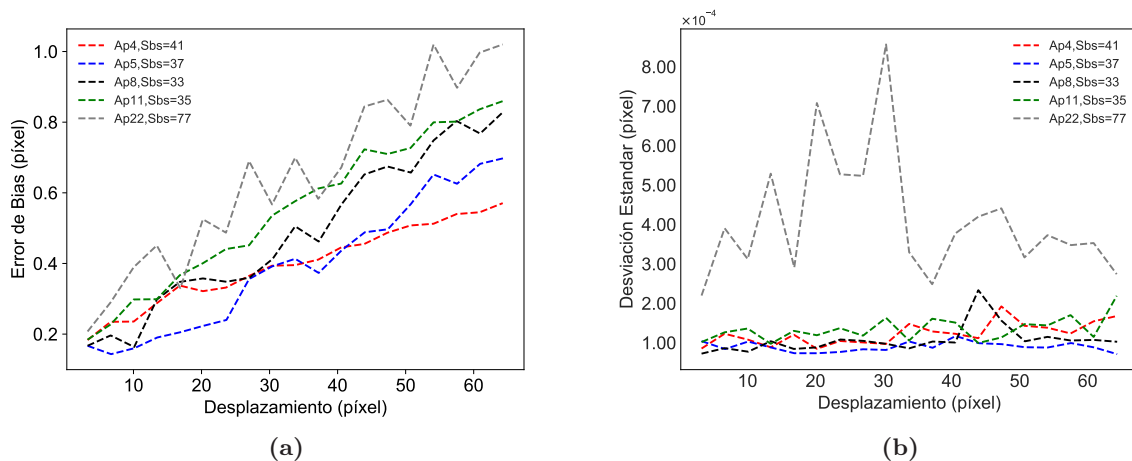 Error de Bias (píxel)
1.0
0.8
0.6
0.4
0.2
Ap4,Sbs=41
Ap5,Sbs=37
Ap8,Sbs=33
Ap11,Sbs=35
Ap22,Sbs=77
10 20 30 40 50 60
Desplazamiento (píxel)
(a)
×10⁻⁴
Desviación Estandar (píxel)
8.00
7.00
6.00
5.00
4.00
3.00
2.00
1.00
Ap4,Sbs=41
Ap5,Sbs=37
Ap8,Sbs=33
Ap11,Sbs=35
Ap22,Sbs=77
10 20 30 40 50 60
Desplazamiento (píxel)
(b)